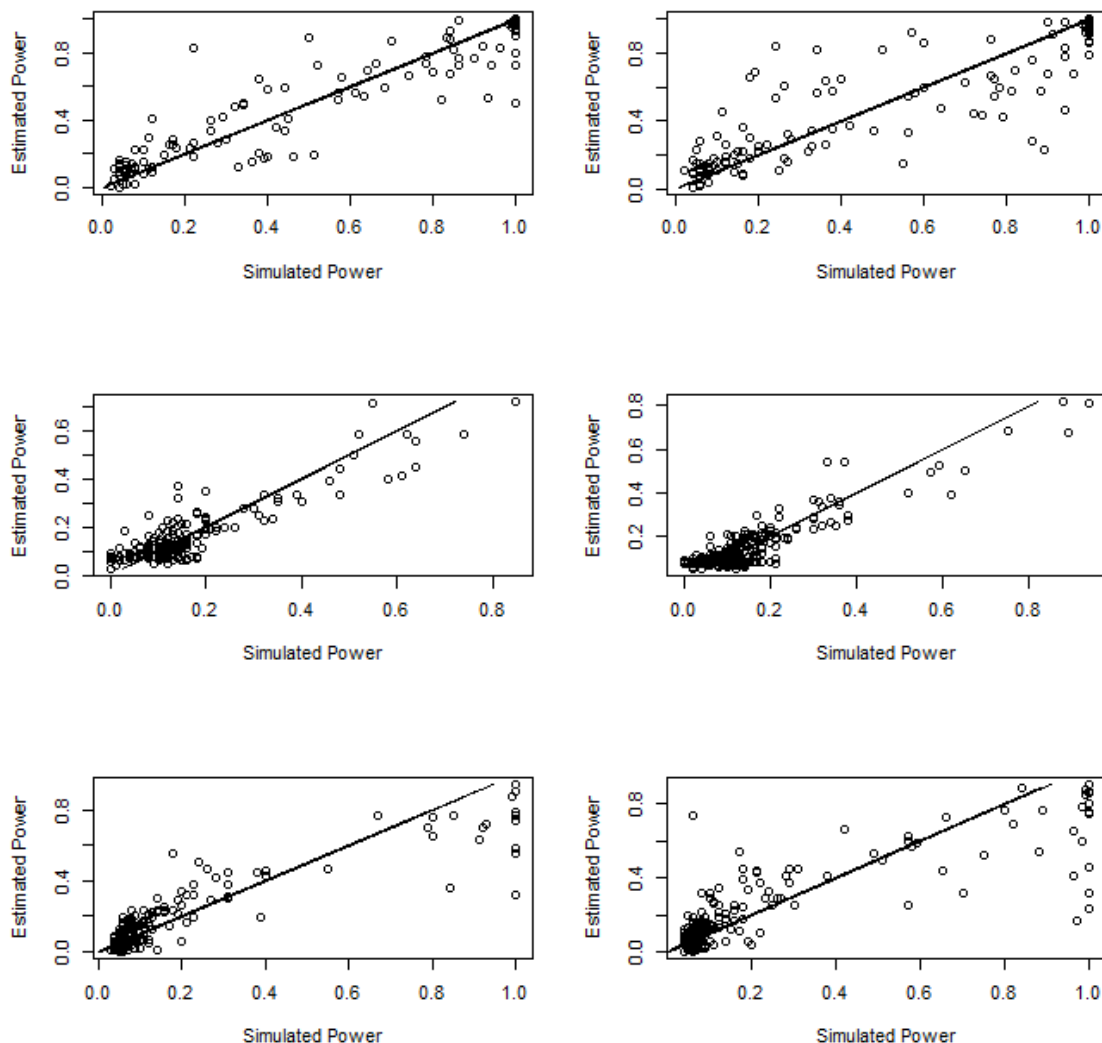 Estimated Power
0.0 0.4 0.8
0.0 0.2 0.4 0.6 0.8 1.0
Simulated Power
Estimated Power
0.0 0.4 0.8
0.0 0.2 0.4 0.6 0.8 1.0
Simulated Power
Estimated Power
0.0 0.2 0.4 0.6
0.0 0.2 0.4 0.6 0.8
Simulated Power
Estimated Power
0.2 0.4 0.6 0.8
0.0 0.2 0.4 0.6 0.8
Simulated Power
Estimated Power
0.0 0.4 0.8
0.0 0.2 0.4 0.6 0.8 1.0
Simulated Power
Estimated Power
0.0 0.4 0.8
0.2 0.4 0.6 0.8 1.0
Simulated Power